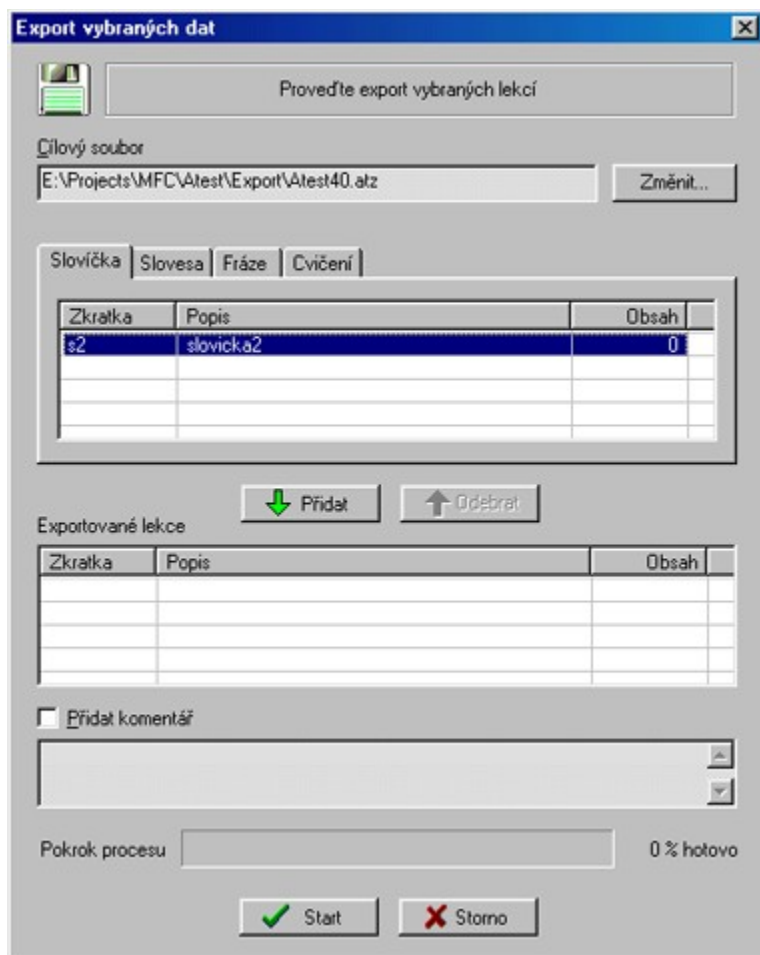 Export vybraných dat
Proveďte export vybraných lekcí
Cílový soubor
E:\Projects\MFC\Atest\Export\Atest40.atz
Změnit...
Slovíčka Slovesa Fráze Cvičení
Zkratka Popis Obsah
s2 slovicka2 0
Přidat Odebrat
Exportované lekce
Zkratka Popis Obsah
Přidat komentář
Pokrok procesu 0 % hotovo
Start Storno